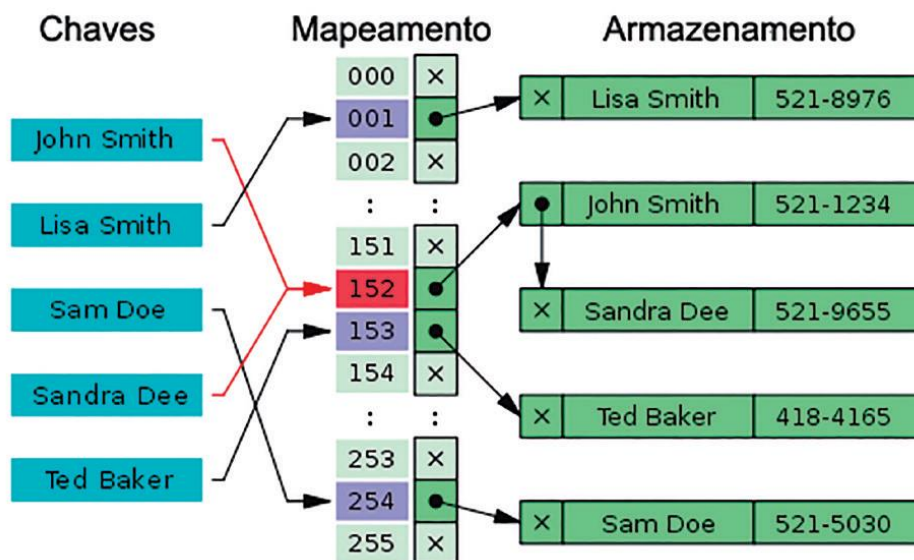 Chaves
Mapeamento
Armazenamento
John Smith
Lisa Smith
Sam Doe
Sandra Dee
Ted Baker
000 ×
001
002 ×
: :
151 ×
152
153
154 ×
: :
253 ×
254
255 ×
× Lisa Smith 521-8976
John Smith 521-1234
× Sandra Dee 521-9655
× Ted Baker 418-4165
× Sam Doe 521-5030